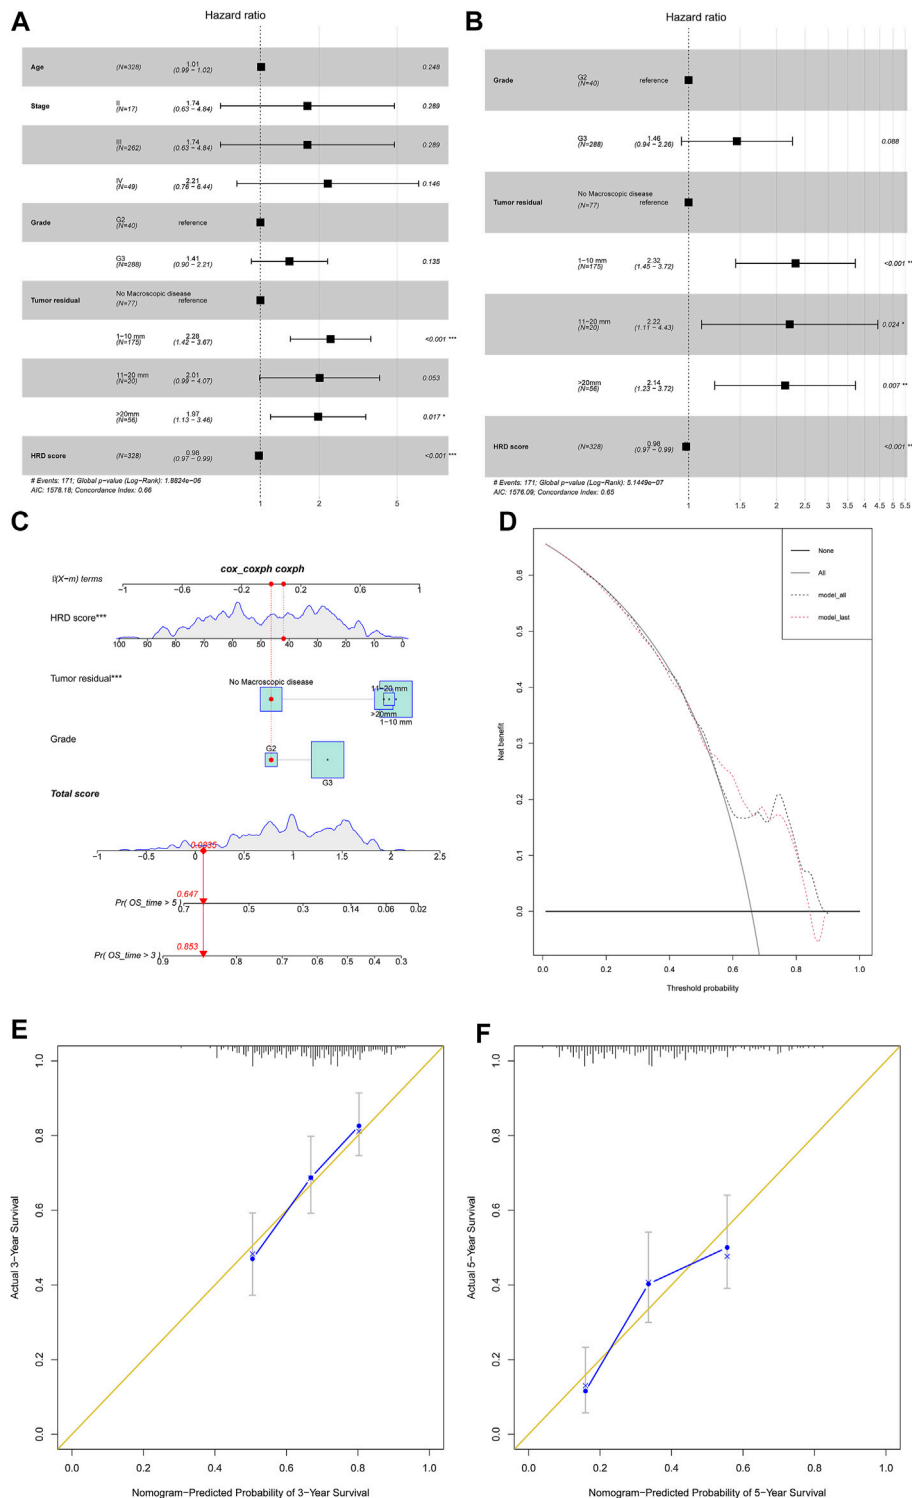 A
Hazard ratio
Age (N=328) 1.01 0.248
(0.99 − 1.02)
Stage II 1.74 0.289
(N=17) (0.63 − 4.84)
III 1.74 0.289
(N=262) (0.63 − 4.84)
IV 2.21 0.146
(N=49) (0.76 − 6.44)
Grade G2 reference
(N=40)
G3 1.41 0.135
(N=288) (0.90 − 2.21)
Tumor residual No Macroscopic disease reference
(N=77)
1−10 mm 2.28 <0.001 ***
(N=175) (1.42 − 3.67)
11−20 mm 2.01 0.053
(N=20) (0.99 − 4.07)
>20mm 1.97 0.017 *
(N=56) (1.13 − 3.46)
HRD score (N=328) 0.98 <0.001 ***
(0.97 − 0.99)
# Events: 171; Global p−value (Log−Rank): 1.8824e−06
AIC: 1578.18; Concordance Index: 0.66
1 2 5
B
Hazard ratio
Grade G2 reference
(N=40)
G3 1.46 0.088
(N=288) (0.94 − 2.26)
Tumor residual No Macroscopic disease reference
(N=77)
1−10 mm 2.32 <0.001 **
(N=175) (1.45 − 3.72)
11−20 mm 2.22 0.024 *
(N=20) (1.11 − 4.43)
>20mm 2.14 0.007 **
(N=56) (1.23 − 3.72)
HRD score (N=328) 0.98 <0.001 **
(0.97 − 0.99)
# Events: 171; Global p−value (Log−Rank): 5.1449e−07
AIC: 1576.09; Concordance Index: 0.65
1 1.5 2 2.5 3 3.5 4 4.5 5 5.5
C
cox_coxph coxph
(X−m) terms
−1 −0.6 −0.2 0.2 0.6 1
HRD score***
100 90 80 70 60 50 40 30 20 10 0
Tumor residual***
No Macroscopic disease
11−20 mm
>20mm
1−10 mm
Grade
G2
G3
Total score
0.0835
−1 −0.5 0 0.5 1 1.5 2 2.5
0.647
Pr( OS_time > 5 )
0.7 0.5 0.3 0.14 0.06 0.02
0.853
Pr( OS_time > 3 )
0.9 0.8 0.7 0.6 0.5 0.4 0.3
D
None
All
model_all
model_last
Net benefit
0.6
0.5
0.4
0.3
0.2
0.1
0.0
0.0 0.2 0.4 0.6 0.8 1.0
Threshold probability
E
Actual 3−Year Survival
1.0
0.8
0.6
0.4
0.2
0.0
0.0 0.2 0.4 0.6 0.8 1.0
Nomogram−Predicted Probability of 3−Year Survival
F
Actual 5−Year Survival
1.0
0.8
0.6
0.4
0.2
0.0
0.0 0.2 0.4 0.6 0.8 1.0
Nomogram−Predicted Probability of 5−Year Survival